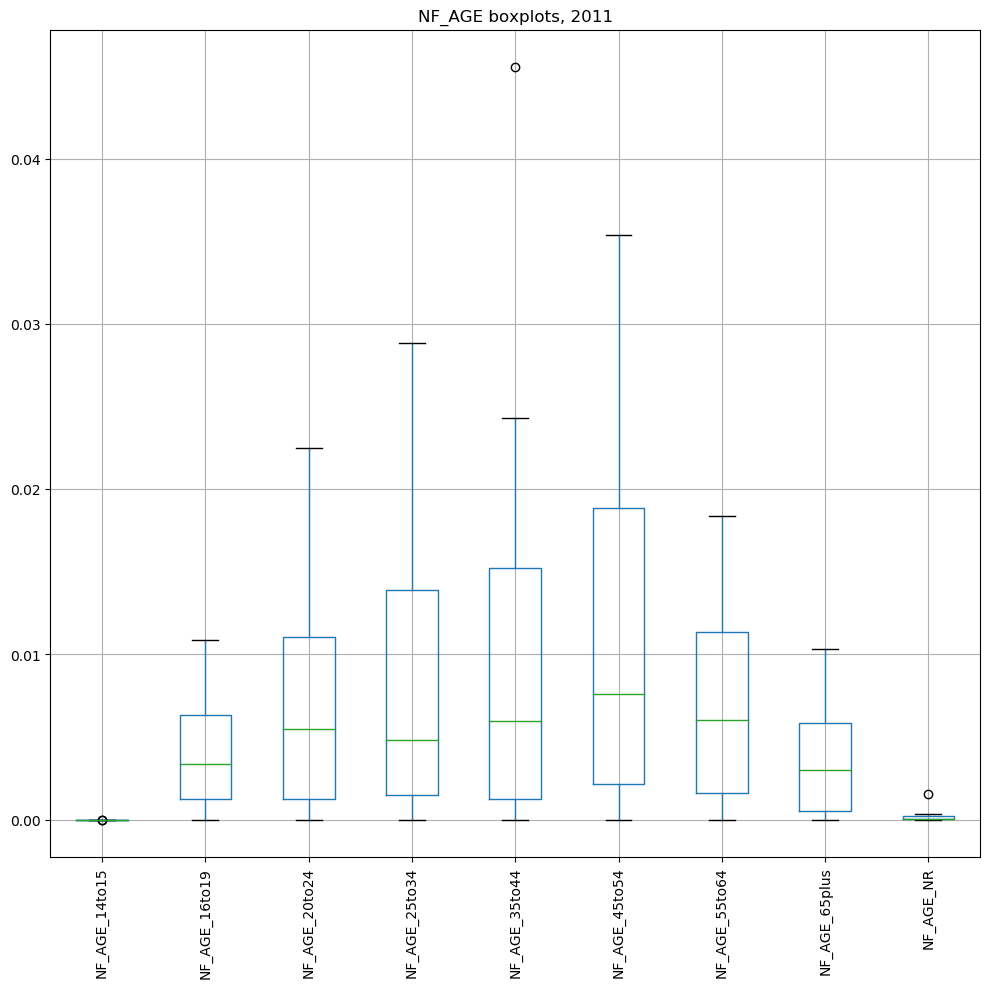 NF_AGE boxplots, 2011
0.04
0.03
0.02
0.01
0.00
NF_AGE_14to15
NF_AGE_16to19
NF_AGE_20to24
NF_AGE_25to34
NF_AGE_35to44
NF_AGE_45to54
NF_AGE_55to64
NF_AGE_65plus
NF_AGE_NR